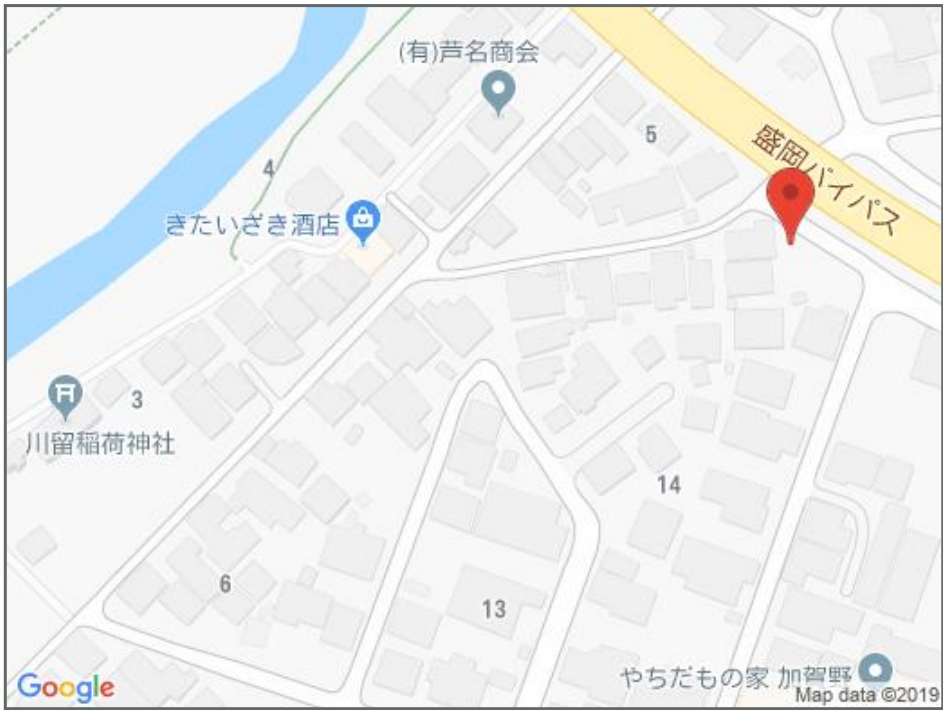 (有)芦名商会
5
盛岡バイパス
4
きたいざき酒店
3
川留稲荷神社
14
6
13
やちだもの家 加賀野
Google
Map data ©2019